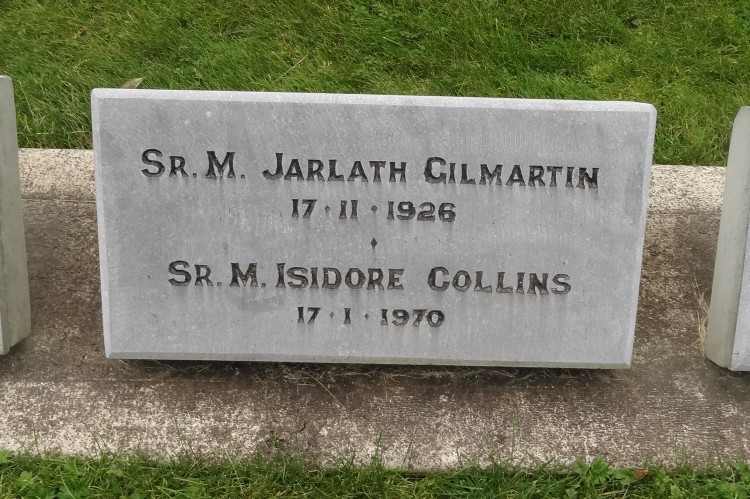 Sr. M. Jarlath Gilmartin
17 · 11 · 1926
Sr. M. Isidore Collins
17 · 1 · 1970